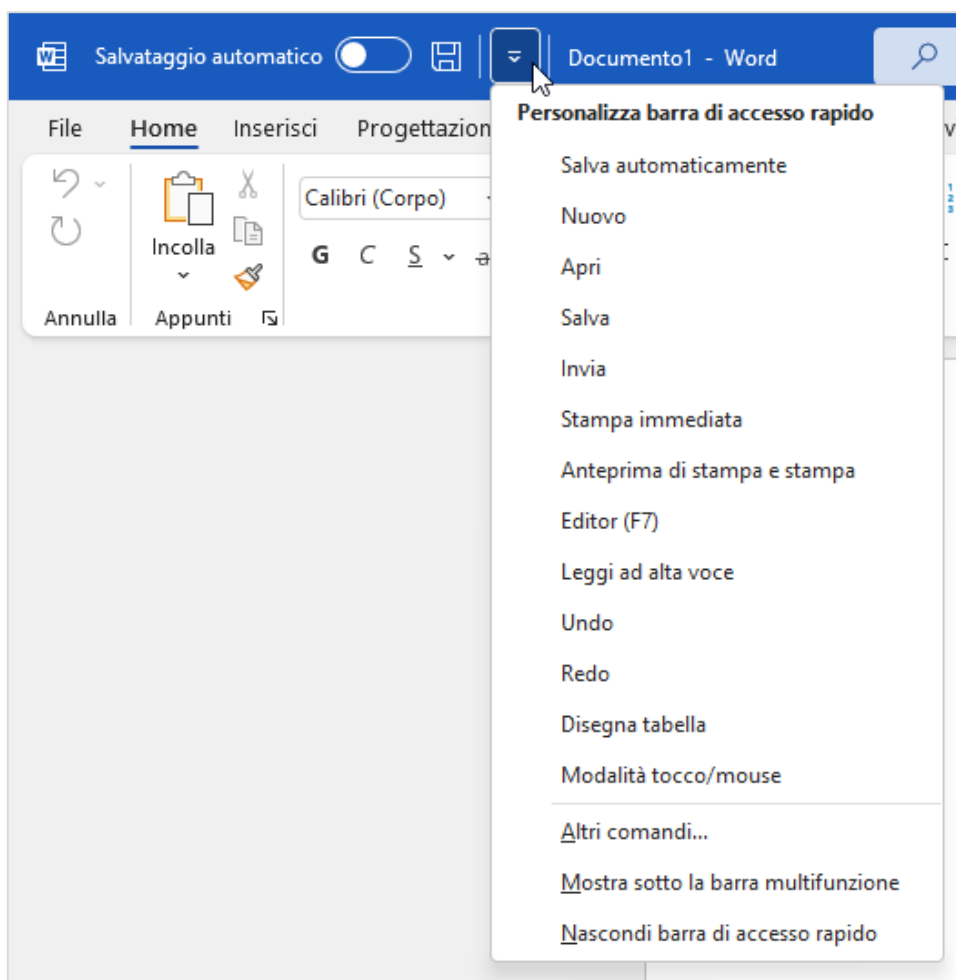 Salvataggio automatico
Documento1 - Word
File Home Inserisci Progettazion
Personalizza barra di accesso rapido
Salva automaticamente
Nuovo
Apri
Salva
Invia
Stampa immediata
Anteprima di stampa e stampa
Editor (F7)
Leggi ad alta voce
Undo
Redo
Disegna tabella
Modalità tocco/mouse
Altri comandi...
Mostra sotto la barra multifunzione
Nascondi barra di accesso rapido
Incolla
Calibri (Corpo)
G C S a
Annulla Appunti